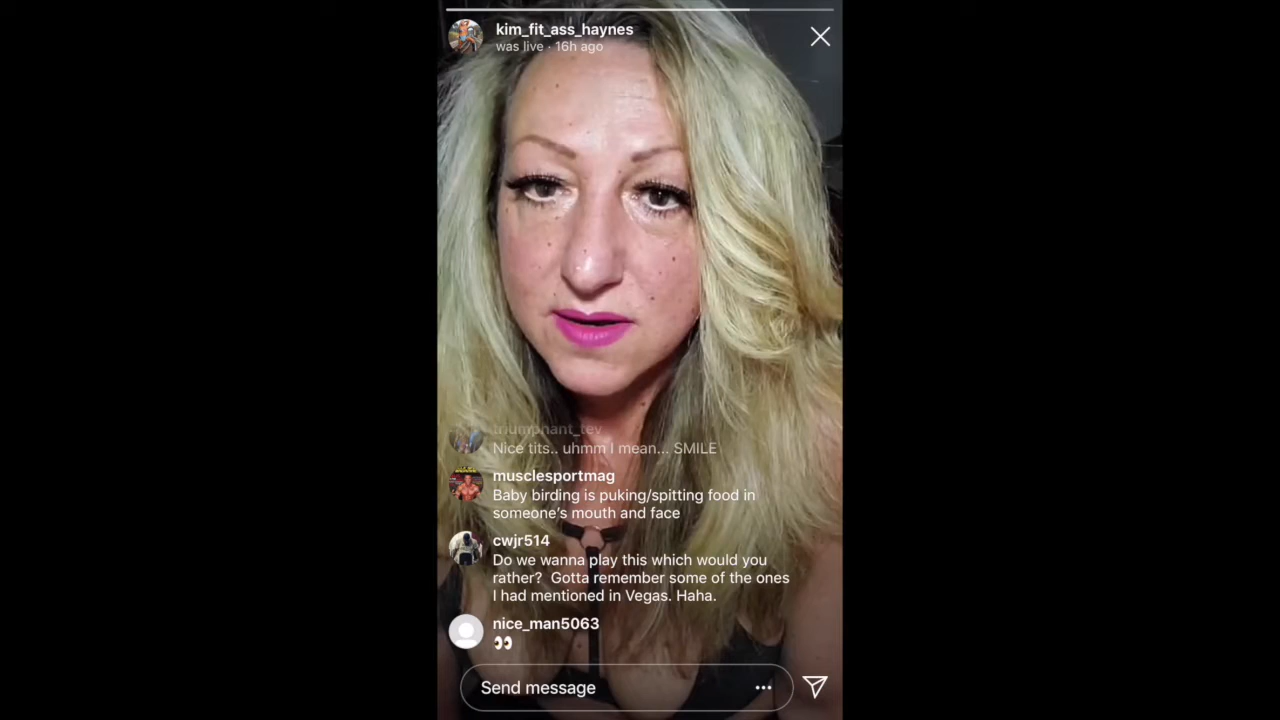 kim_fit_ass_haynes
was live · 16h ago
triumphant_tev
Nice tits.. uhmm I mean... SMILE
musclesportmag
Baby birding is puking/spitting food in
someone’s mouth and face
cwjr514
Do we wanna play this which would you
rather?  Gotta remember some of the ones
I had mentioned in Vegas. Haha.
nice_man5063
👀
Send message